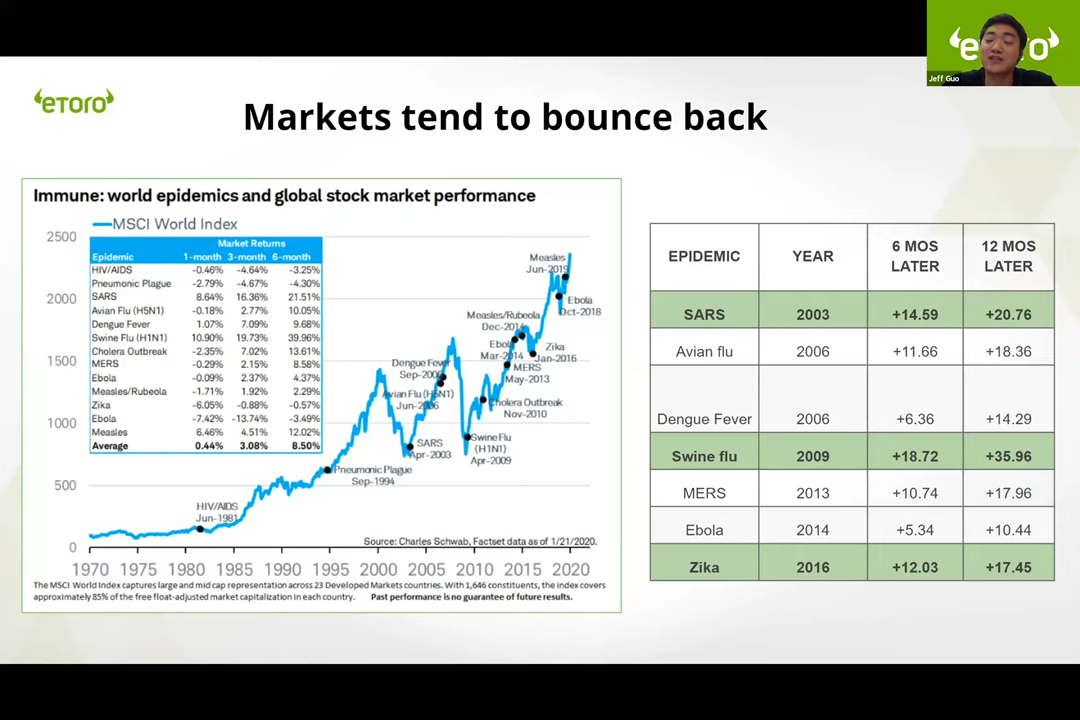 eTORO
Jeff Guo
eTORO
Markets tend to bounce back
Immune: world epidemics and global stock market performance
MSCI World Index
2500
2000
1500
1000
500
0
Market Returns
Epidemic 1-month 3-month 6-month
HIV/AIDS -0.46% -4.64% -3.25%
Pneumonic Plague -2.79% -4.67% -4.30%
SARS 8.64% 16.36% 21.51%
Avian Flu (H5N1) -0.18% 2.77% 10.05%
Dengue Fever 1.07% 7.09% 9.68%
Swine Flu (H1N1) 10.90% 19.73% 39.96%
Cholera Outbreak -2.35% 7.02% 13.61%
MERS -0.29% 2.15% 8.58%
Ebola -0.09% 2.37% 4.37%
Measles/Rubeola -1.71% 1.92% 2.29%
Zika -6.05% -0.88% -0.57%
Ebola -7.42% -13.74% -3.49%
Measles 6.46% 4.51% 12.02%
Average 0.44% 3.08% 8.50%
HIV/AIDS
Jun-1981
Pneumonic Plague
Sep-1994
SARS
Apr-2003
Avian Flu (H5N1)
Jun-2006
Dengue Fever
Sep-2006
Swine Flu
(H1N1)
Apr-2009
Cholera Outbreak
Nov-2010
MERS
May-2013
Ebola
Mar-2014
Measles/Rubeola
Dec-2014
Zika
Jan-2016
Ebola
Oct-2018
Measles
Jun-2019
Source: Charles Schwab, Factset data as of 1/21/2020.
1970 1975 1980 1985 1990 1995 2000 2005 2010 2015 2020
The MSCI World Index captures large and mid cap representation across 23 Developed Markets countries. With 1,646 constituents, the index covers
approximately 85% of the free float-adjusted market capitalization in each country. Past performance is no guarantee of future results.
EPIDEMIC YEAR 6 MOS LATER 12 MOS LATER
SARS 2003 +14.59 +20.76
Avian flu 2006 +11.66 +18.36
Dengue Fever 2006 +6.36 +14.29
Swine flu 2009 +18.72 +35.96
MERS 2013 +10.74 +17.96
Ebola 2014 +5.34 +10.44
Zika 2016 +12.03 +17.45